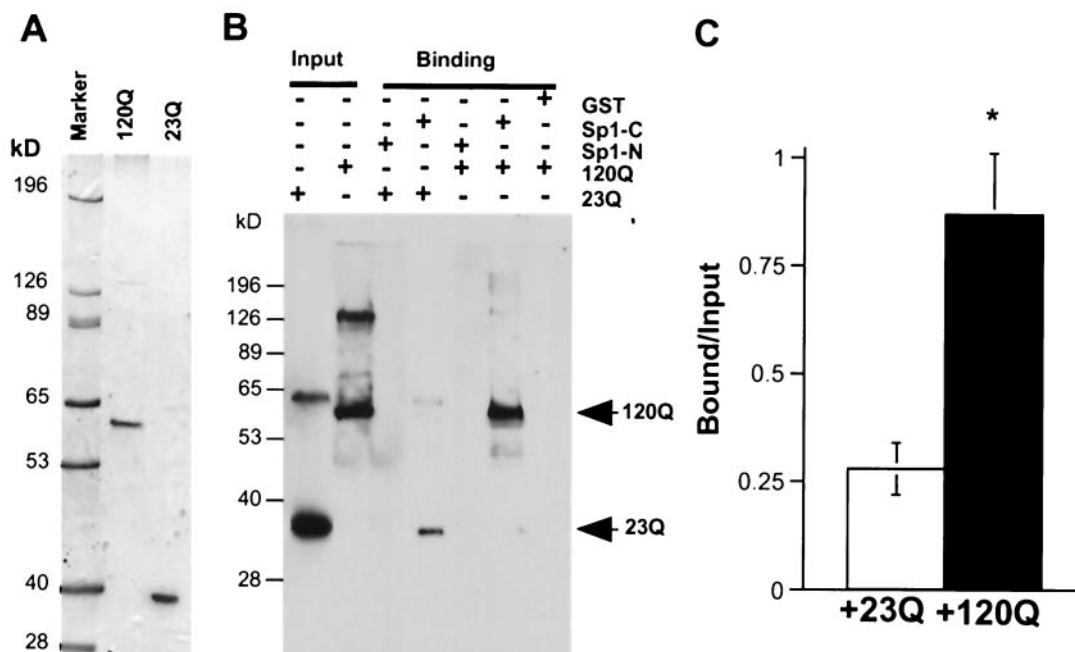 A
Marker
120Q
23Q
kD
196
126
89
65
53
40
28
B
Input Binding
- - - - - - + GST
- - - + - + - Sp1-C
- - + - + - - Sp1-N
- + - - + + + 120Q
+ - + + - - - 23Q
kD
196
126
89
65
53
40
28
120Q
23Q
C
*
Bound/Input
1
0.75
0.5
0.25
0
+23Q +120Q